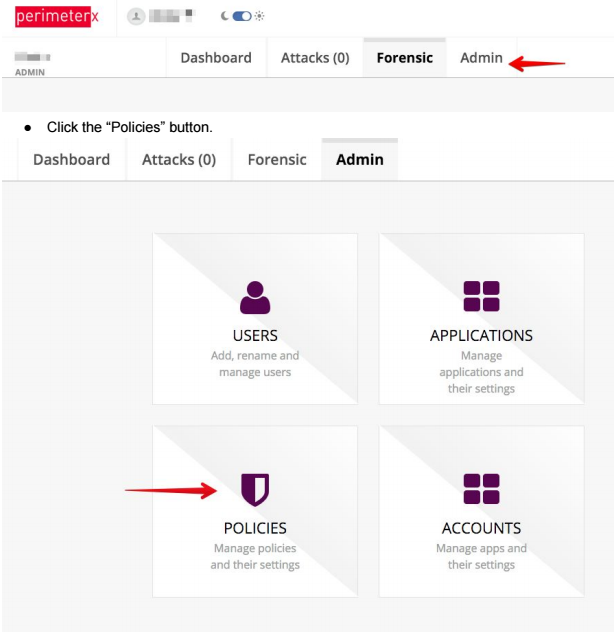 perimeterx
Dashboard Attacks (0) Forensic Admin
ADMIN
● Click the “Policies” button.
Dashboard Attacks (0) Forensic Admin
USERS
Add, rename and
manage users
APPLICATIONS
Manage
applications and
their settings
POLICIES
Manage policies
and their settings
ACCOUNTS
Manage apps and
their settings